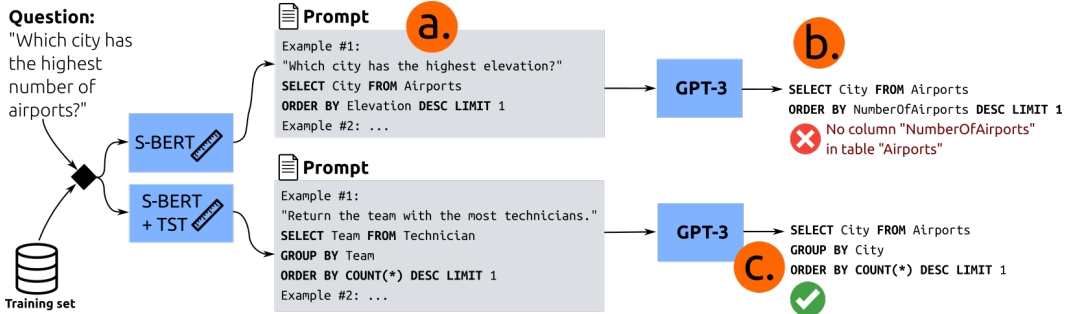 Question:
"Which city has
the highest
number of
airports?"
Training set
S-BERT
S-BERT
+ TST
Prompt
a.
Example #1:
"Which city has the highest elevation?"
SELECT City FROM Airports
ORDER BY Elevation DESC LIMIT 1
Example #2: ...
GPT-3
b.
SELECT City FROM Airports
ORDER BY NumberOfAirports DESC LIMIT 1
No column "NumberOfAirports"
in table "Airports"
Prompt
Example #1:
"Return the team with the most technicians."
SELECT Team FROM Technician
GROUP BY Team
ORDER BY COUNT(*) DESC LIMIT 1
Example #2: ...
GPT-3
c.
SELECT City FROM Airports
GROUP BY City
ORDER BY COUNT(*) DESC LIMIT 1